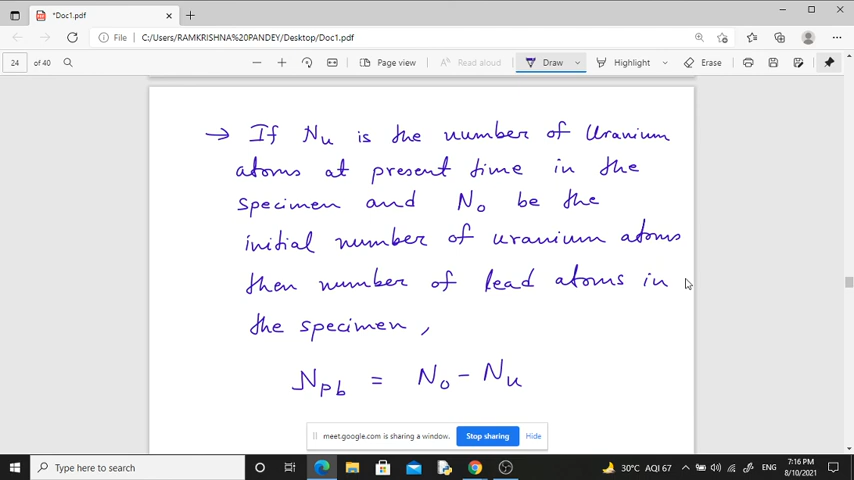 *Doc1.pdf
File
C:/Users/RAMKRISHNA%20PANDEY/Desktop/Doc1.pdf
24 of 40
Page view
Read aloud
Draw
Highlight
Erase
→ If Nu is the number of Uranium
atoms at present time in the
specimen and No be the
initial number of uranium atoms
then number of lead atoms in
the specimen,
Npb = No - Nu
meet.google.com is sharing a window.
Stop sharing
Hide
Type here to search
30°C AQI 67
ENG
7:16 PM
8/10/2021